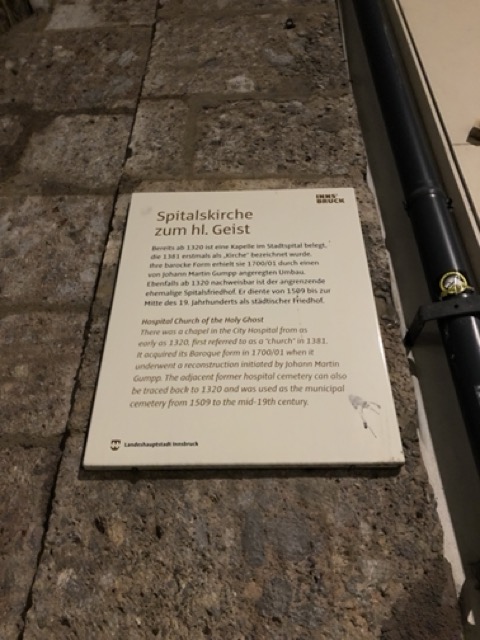 INNS'
BRUCK
Spitalskirche
zum hl. Geist
Bereits ab 1320 ist eine Kapelle im Stadtspital belegt,
die 1381 erstmals als „Kirche" bezeichnet wurde.
Ihre barocke Form erhielt sie 1700/01 durch einen
von Johann Martin Gumpp angeregten Umbau.
Ebenfalls ab 1320 nachweisbar ist der angrenzende
ehemalige Spitalsfriedhof. Er diente von 1509 bis zur
Mitte des 19. Jahrhunderts als städtischer Friedhof.
Hospital Church of the Holy Ghost
There was a chapel in the City Hospital from as
early as 1320, first referred to as a "church" in 1381.
It acquired its Baroque form in 1700/01 when it
underwent a reconstruction initiated by Johann Martin
Gumpp. The adjacent former hospital cemetery can also
be traced back to 1320 and was used as the municipal
cemetery from 1509 to the mid-19th century.
Landeshauptstadt Innsbruck